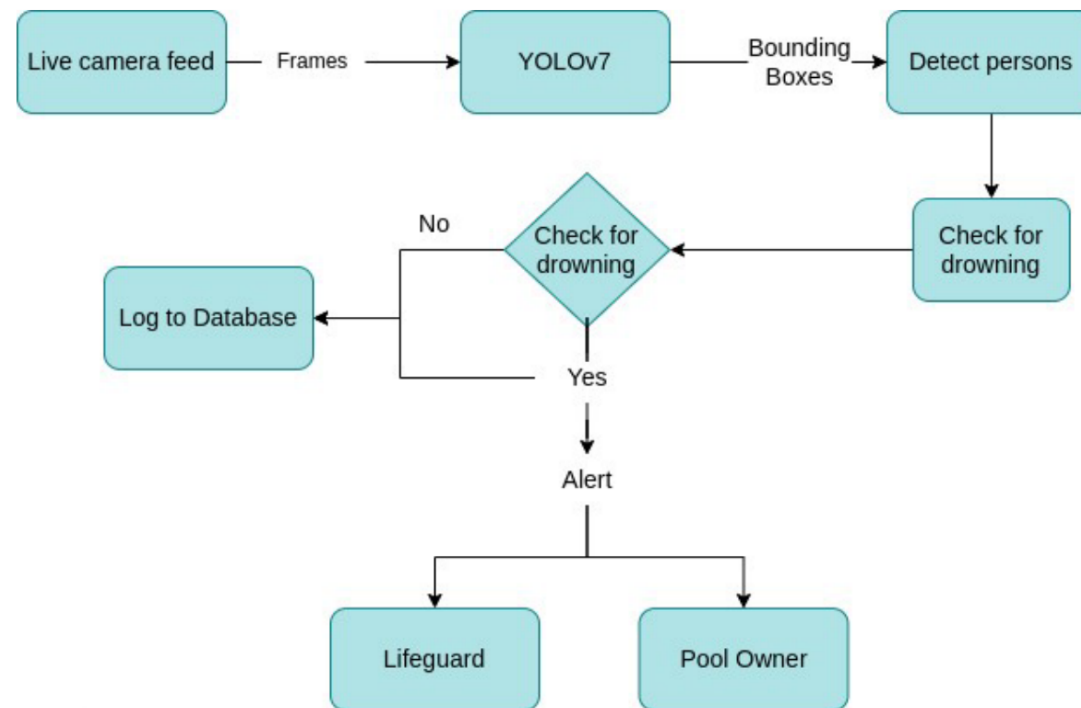 Live camera feed
Frames
YOLOv7
Bounding
Boxes
Detect persons
No
Check for
drowning
Check for
drowning
Log to Database
Yes
Alert
Lifeguard
Pool Owner